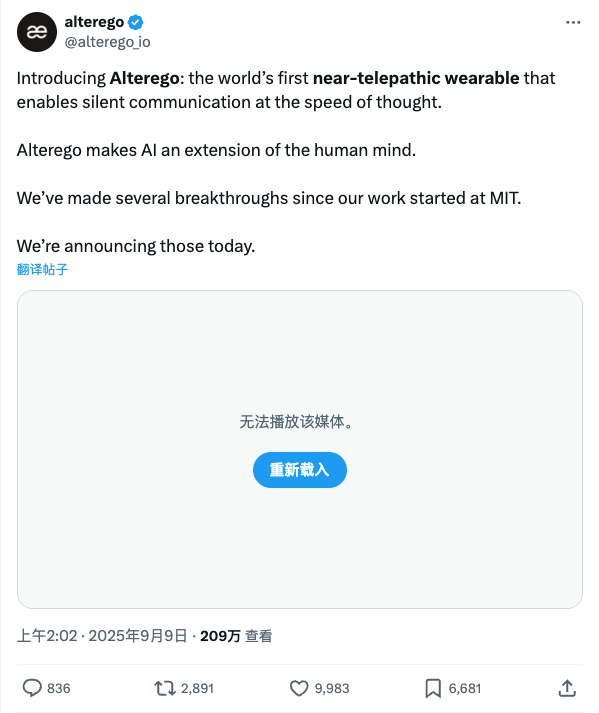 alterego
@alterego_io
Introducing Alterego: the world’s first near-telepathic wearable that
enables silent communication at the speed of thought.
Alterego makes AI an extension of the human mind.
We’ve made several breakthroughs since our work started at MIT.
We’re announcing those today.
翻译帖子
无法播放该媒体。
重新载入
上午2:02 · 2025年9月9日 · 209万 查看
836 2,891 9,983 6,681